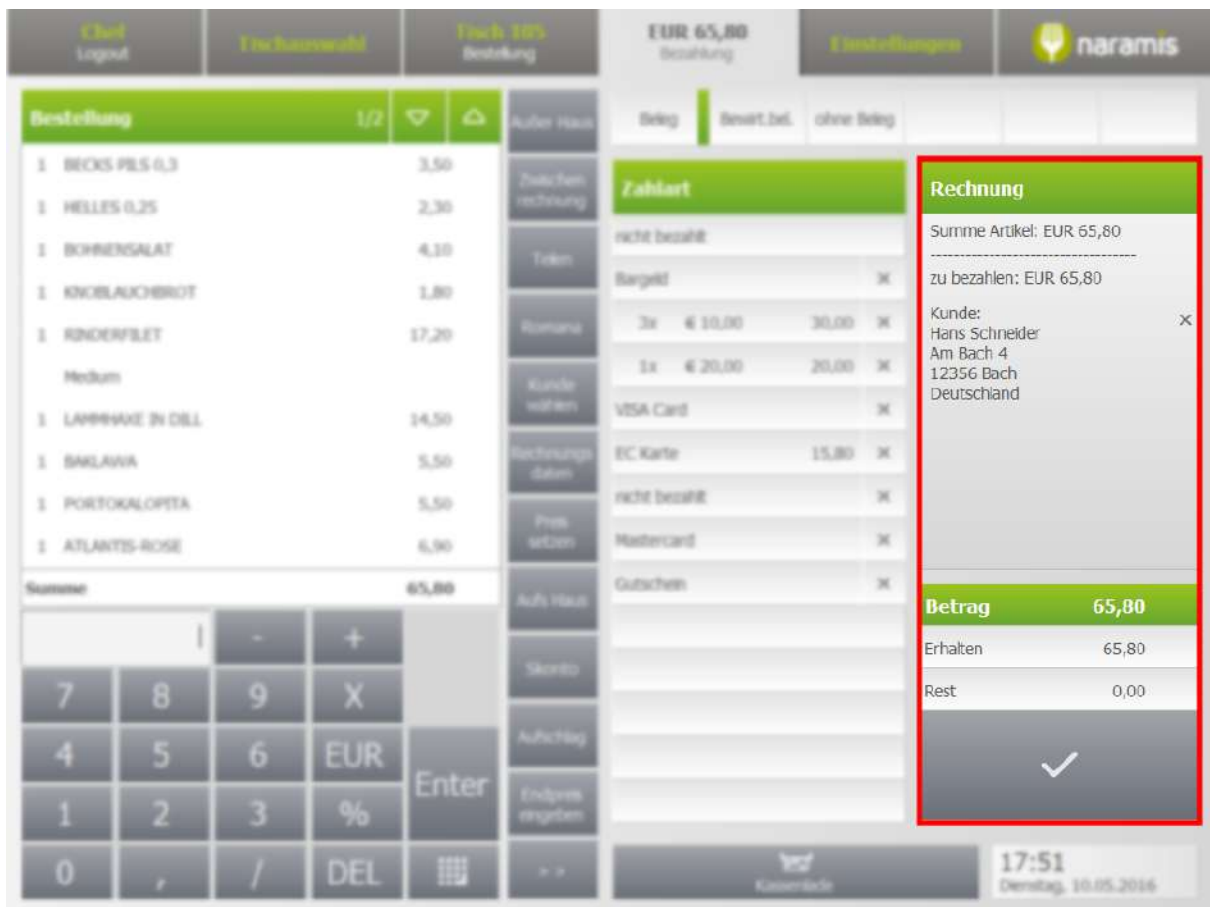 Chef
Logout
Tischauswahl
Tisch 105
Bestellung
EUR 65,80
Bezahlung
Einstellungen
naramis
Bestellung 1/2
Außer Haus
Beleg Bewirt.bel. ohne Beleg
1 BECKS PILS 0,3 3,50
1 HELLES 0,25 2,30
1 BOHNENSALAT 4,10
1 KNOBLAUCHBROT 1,80
1 RINDERFILET 17,20
Medium
1 LAMMHAXE IN DILL 14,50
1 BAKLAWA 5,50
1 PORTOKALOPITA 5,50
1 ATLANTIS-ROSE 6,90
Summe 65,80
- +
7 8 9 X
4 5 6 EUR
Enter
1 2 3 %
0 , / DEL
Zwischen
rechnung
Teilen
Romana
Kunde
wählen
Rechnungs
daten
Preis
setzen
Aufs Haus
Skonto
Aufschlag
Endpreis
eingeben
> >
Zahlart
nicht bezahlt
Bargeld ×
3x € 10,00 30,00 ×
1x € 20,00 20,00 ×
VISA Card ×
EC Karte 15,80 ×
nicht bezahlt ×
Mastercard ×
Gutschein ×
Rechnung
Summe Artikel: EUR 65,80
-----------------------------------
zu bezahlen: EUR 65,80
Kunde: ×
Hans Schneider
Am Bach 4
12356 Bach
Deutschland
Betrag 65,80
Erhalten 65,80
Rest 0,00
Kassenlade
17:51
Dienstag, 10.05.2016